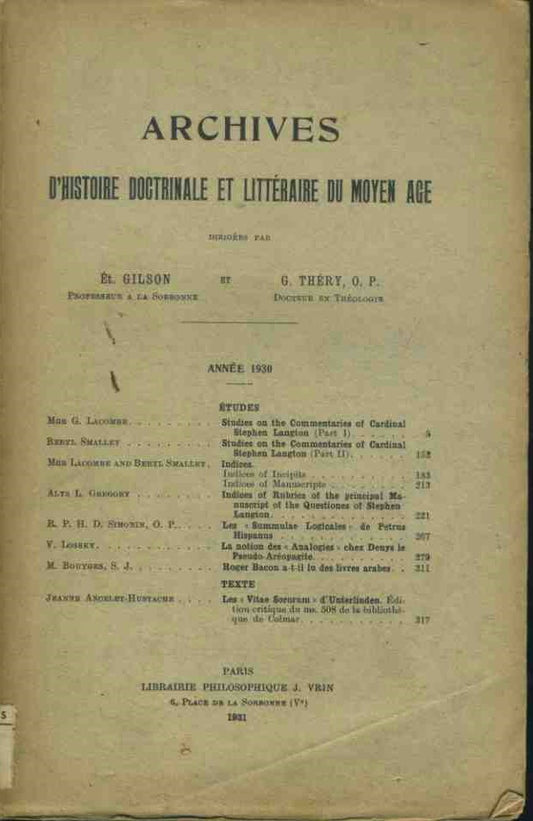 ARCHIVES
D'HISTOIRE DOCTRINALE ET LITTÉRAIRE DU MOYEN AGE
DIRIGÉES PAR
Ét. GILSON ET G. THÉRY, O. P.
PROFESSEUR A LA SORBONNE DOCTEUR EN THÉOLOGIE
ANNÉE 1930
ÉTUDES
MGR G. LACOMBE. . . . . . . . . Studies on the Commentaries of Cardinal
Stephen Langton (Part I) . . . . . . 5
BERYL SMALLEY . . . . . . . . . Studies on the Commentaries of Cardinal
Stephen Langton (Part II). . . . . . 152
MGR LACOMBE AND BERYL SMALLEY. Indices.
Indices of Incipits . . . . . . . . . . 183
Indices of Manuscripts . . . . . . . . 213
ALYS L. GREGORY . . . . . . . . Indices of Rubrics of the principal Ma-
nuscript of the Questiones of Stephen
Langton. . . . . . . . . . . . . . . 221
R. P. H. D. SIMONIN, O. P.. . . . . Les « Summulae Logicales » de Petrus
Hispanus . . . . . . . . . . . . . 267
V. LOSSKY. . . . . . . . . . . . La notion des « Analogies » chez Denys le
Pseudo-Aréopagite. . . . . . . . . . 279
M. BOUYGES, S. J. . . . . . . . . Roger Bacon a-t-il lu des livres arabes. . 311
TEXTE
JEANNE ANCELET-HUSTACHE . . . . Les « Vitae Sororum » d'Unterlinden. Édi-
tion critique du ms. 508 de la bibliothè-
que de Colmar. . . . . . . . . . . 317
PARIS
LIBRAIRIE PHILOSOPHIQUE J. VRIN
6, PLACE DE LA SORBONNE (Vᵉ)
1931
S